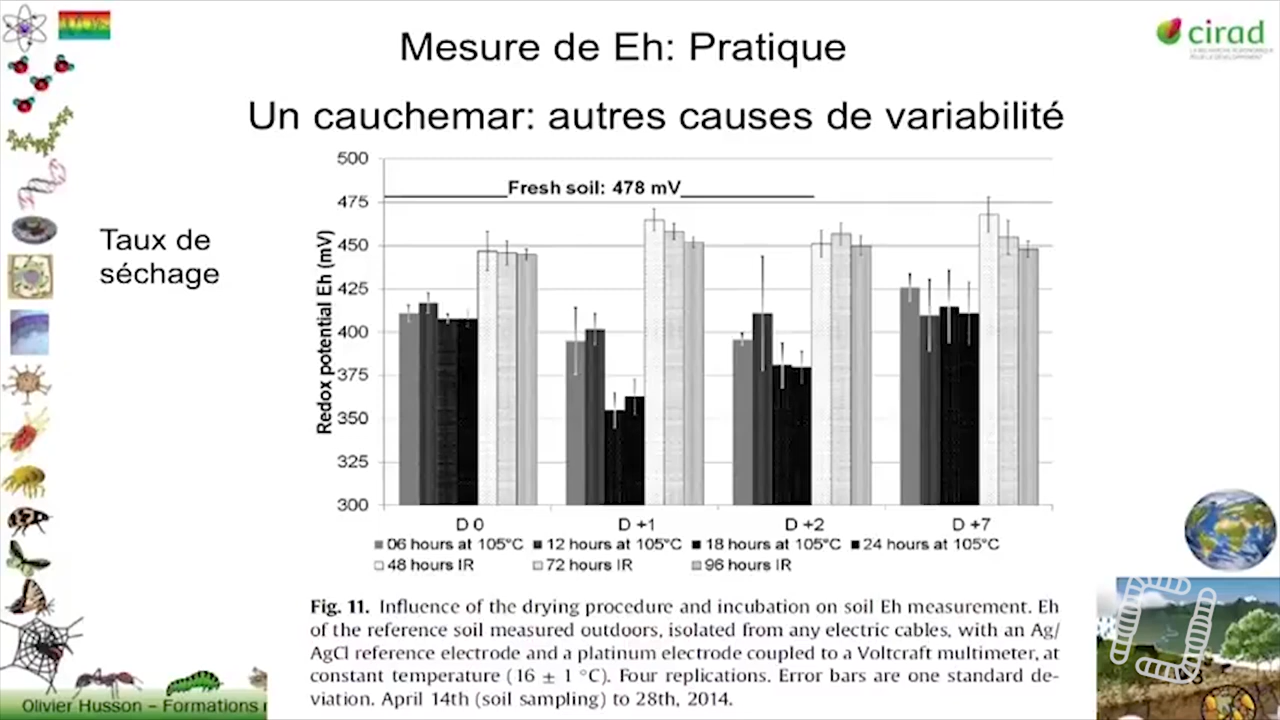 Mesure de Eh: Pratique
cirad
LA RECHERCHE AGRONOMIQUE
POUR LE DÉVELOPPEMENT
Un cauchemar: autres causes de variabilité
Taux de
séchage
Redox potential Eh (mV)
500
475
450
425
400
375
350
325
300
Fresh soil: 478 mV
D 0
D +1
D +2
D +7
06 hours at 105°C
12 hours at 105°C
18 hours at 105°C
24 hours at 105°C
48 hours IR
72 hours IR
96 hours IR
Fig. 11. Influence of the drying procedure and incubation on soil Eh measurement. Eh
of the reference soil measured outdoors, isolated from any electric cables, with an Ag/
AgCl reference electrode and a platinum electrode coupled to a Voltcraft multimeter, at
constant temperature (16 ± 1 °C). Four replications. Error bars are one standard de-
viation. April 14th (soil sampling) to 28th, 2014.
Olivier Husson – Formations